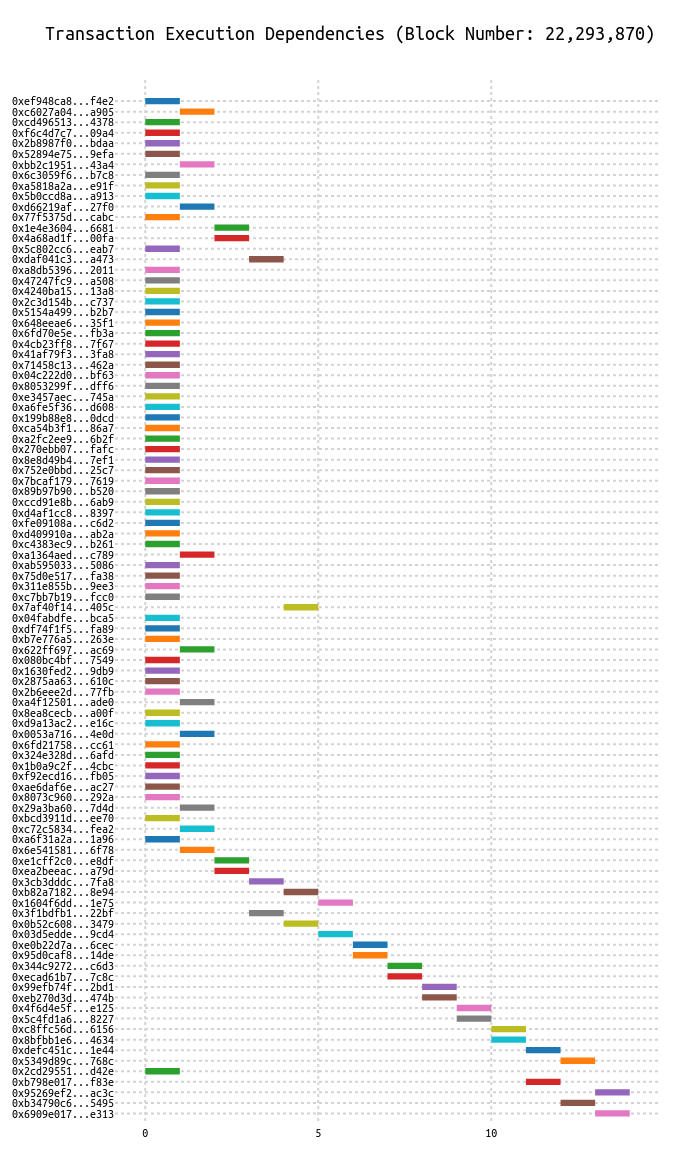 Transaction Execution Dependencies (Block Number: 22,293,870)
0xef948ca8...f4e2
0xc6027a04...a905
0xcd496513...4378
0xf6c4d7c7...09a4
0x2b8987f0...bdaa
0x52894e75...9efa
0xbb2c1951...43a4
0x6c3059f6...b7c8
0xa5818a2a...e91f
0x5b0ccd8a...a913
0xd66219af...27f0
0x77f5375d...cabc
0x1e4e3604...6681
0x4a68ad1f...00fa
0x5c802cc6...eab7
0xdaf041c3...a473
0xa8db5396...2011
0x47247fc9...a508
0x4240ba15...13a8
0x2c3d154b...c737
0x5154a499...b2b7
0x648eeae6...35f1
0x6fd70e5e...fb3a
0x4cb23ff8...7f67
0x41af79f3...3fa8
0x71458c13...462a
0x04c222d0...bf63
0x8053299f...dff6
0xe3457aec...745a
0xa6fe5f36...d608
0x199b88e8...0dcd
0xca54b3f1...86a7
0xa2fc2ee9...6b2f
0x270ebb07...fafc
0x8e8d49b4...7ef1
0x752e0bbd...25c7
0x7bcaf179...7619
0x89b97b90...b520
0xccd91e8b...6ab9
0xd4af1cc8...8397
0xfe09108a...c6d2
0xd409910a...ab2a
0xc4383ec9...b261
0xa1364aed...c789
0xab595033...5086
0x75d0e517...fa38
0x311e855b...9ee3
0xc7bb7b19...fcc0
0x7af40f14...405c
0x04fabdfe...bca5
0xdf74f1f5...fa89
0xb7e776a5...263e
0x622ff697...ac69
0x080bc4bf...7549
0x1630fed2...9db9
0x2875aa63...610c
0x2b6eee2d...77fb
0xa4f12501...ade0
0x8ea8cecb...a00f
0xd9a13ac2...e16c
0x0053a716...4e0d
0x6fd21758...cc61
0x324e328d...6afd
0x1b0a9c2f...4cbc
0xf92ecd16...fb05
0xae6daf6e...ac27
0x8073c960...292a
0x29a3ba60...7d4d
0xbcd3911d...ee70
0xc72c5834...fea2
0xa6f31a2a...1a96
0x6e541581...6f78
0xe1cff2c0...e8df
0xea2beeac...a79d
0x3cb3dddc...7fa8
0xb82a7182...8e94
0x1604f6dd...1e75
0x3f1bdfb1...22bf
0x0b52c608...3479
0x03d5edde...9cd4
0xe0b22d7a...6cec
0x95d0caf8...14de
0x344c9272...c6d3
0xecad61b7...7c8c
0x99efb74f...2bd1
0xeb270d3d...474b
0x4f6d4e5f...e125
0x5c4fd1a6...8227
0xc8ffc56d...6156
0x8bfbb1e6...4634
0xdefc451c...1e44
0x5349d89c...768c
0x2cd29551...d42e
0xb798e017...f83e
0x95269ef2...ac3c
0xb34790c6...5495
0x6909e017...e313
0 5 10